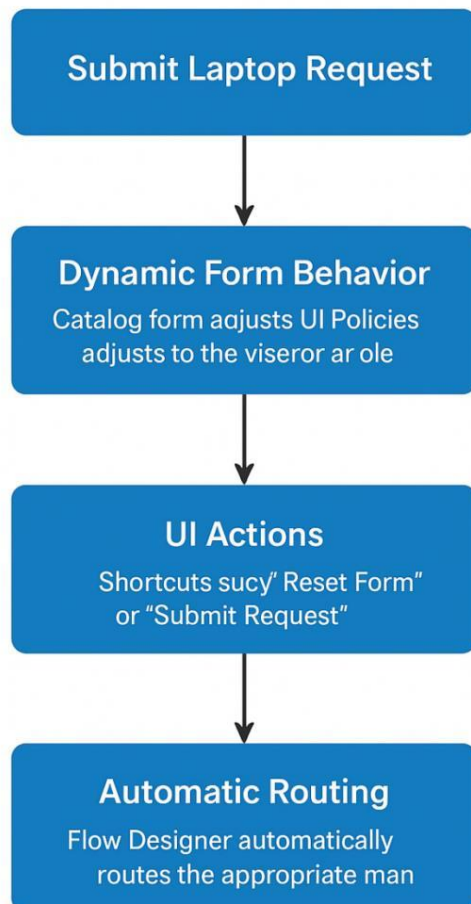 Submit Laptop Request
Dynamic Form Behavior
Catalog form aqjusts UI Policies
adjusts to the viseror ar ole
UI Actions
Shortcuts sucy' Reset Form"
or "Submit Request"
Automatic Routing
Flow Designer automatically
routes the appropriate man